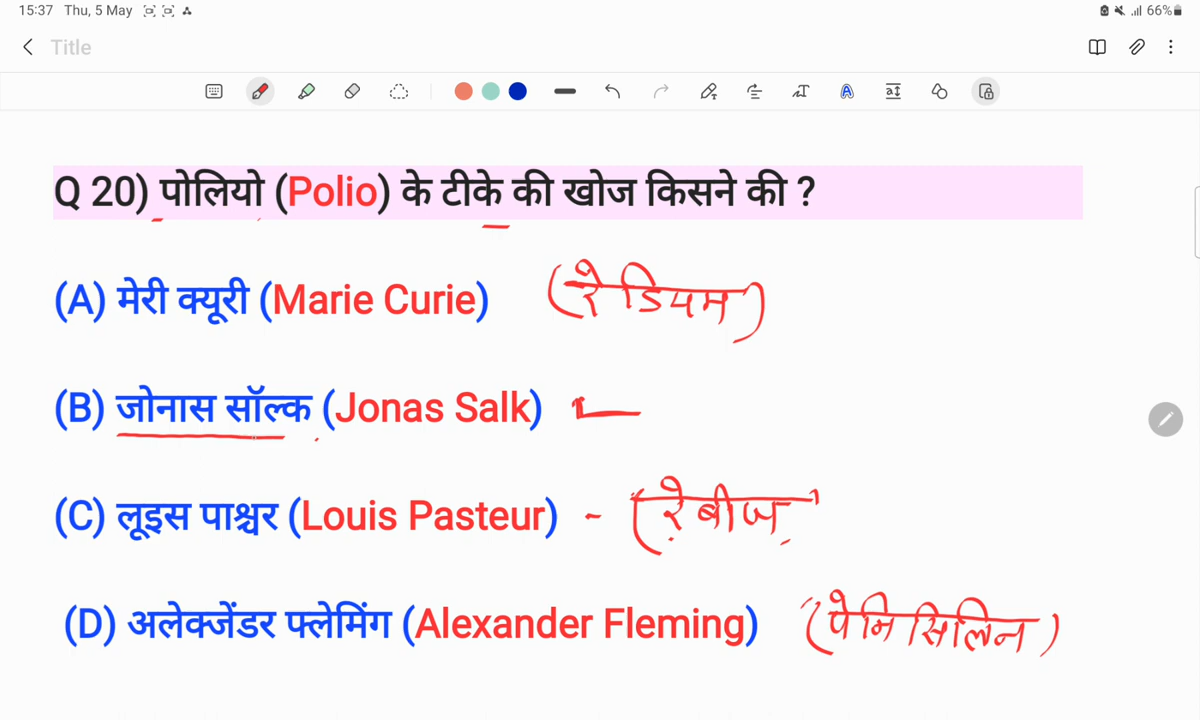 15:37 Thu, 5 May 66%
Title
Q 20) पोलियो (Polio) के टीके की खोज किसने की ?
(A) मेरी क्यूरी (Marie Curie) (रेडियम)
(B) जोनास सॉल्क (Jonas Salk)
(C) लूइस पाश्चर (Louis Pasteur) - (रेबीज़)
(D) अलेक्जेंडर फ्लेमिंग (Alexander Fleming) (पेनिसिलिन)